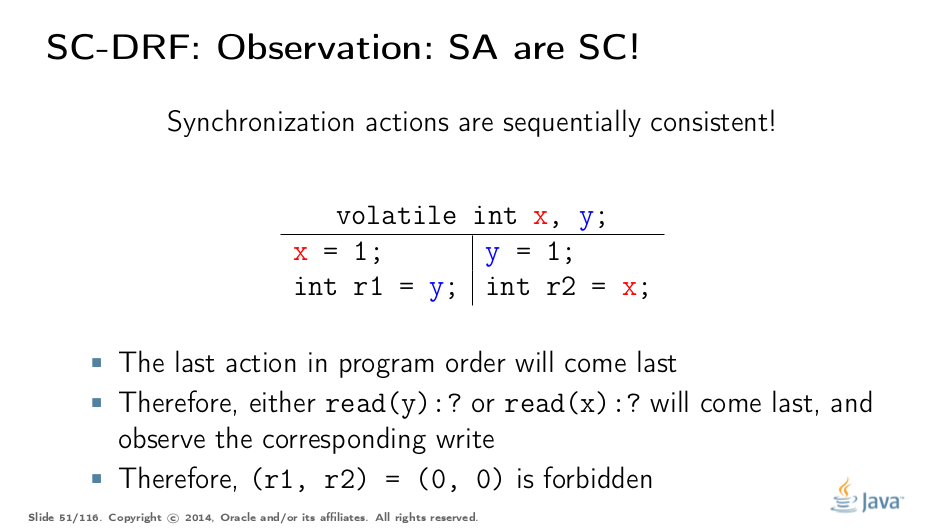 SC-DRF: Observation: SA are SC!
Synchronization actions are sequentially consistent!
volatile int x, y;
x = 1; y = 1;
int r1 = y; int r2 = x;
The last action in program order will come last
Therefore, either read(y):? or read(x):? will come last, and
observe the corresponding write
Therefore, (r1, r2) = (0, 0) is forbidden
Slide 51/116. Copyright © 2014, Oracle and/or its affiliates. All rights reserved.
Java™